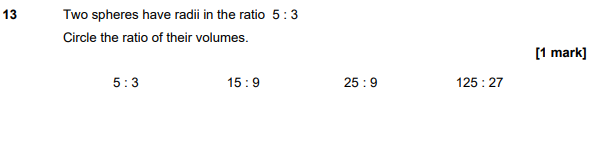 13 Two spheres have radii in the ratio 5 : 3
Circle the ratio of their volumes.
[1 mark]
5 : 3 15 : 9 25 : 9 125 : 27